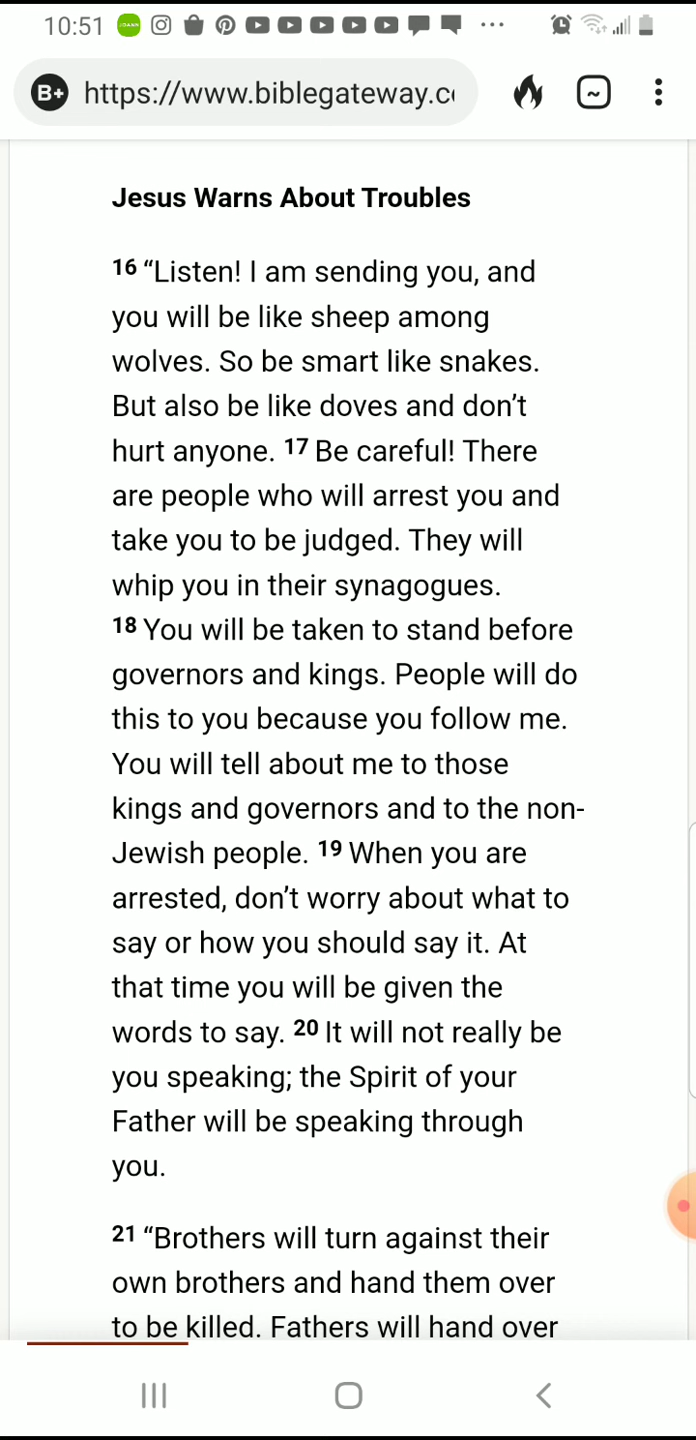 10:51
B+ https://www.biblegateway.c
Jesus Warns About Troubles
16 “Listen! I am sending you, and
you will be like sheep among
wolves. So be smart like snakes.
But also be like doves and don’t
hurt anyone. 17 Be careful! There
are people who will arrest you and
take you to be judged. They will
whip you in their synagogues.
18 You will be taken to stand before
governors and kings. People will do
this to you because you follow me.
You will tell about me to those
kings and governors and to the non-
Jewish people. 19 When you are
arrested, don’t worry about what to
say or how you should say it. At
that time you will be given the
words to say. 20 It will not really be
you speaking; the Spirit of your
Father will be speaking through
you.
21 “Brothers will turn against their
own brothers and hand them over
to be killed. Fathers will hand over